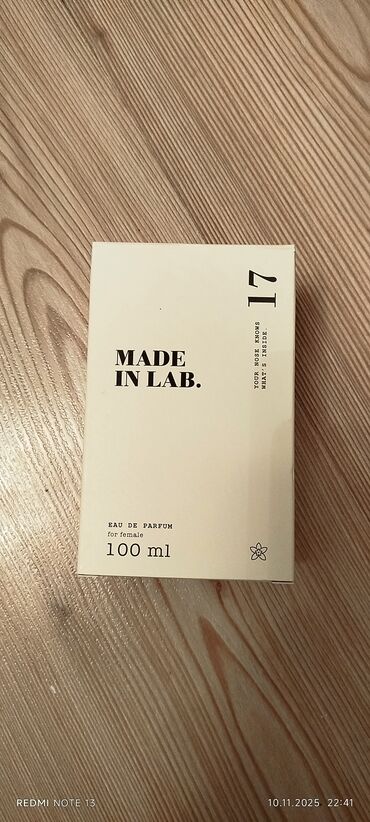 17
YOUR NOSE KNOWS
WHAT'S INSIDE.
MADE
IN LAB.
EAU DE PARFUM
for female
100 ml
REDMI NOTE 13
10.11.2025 22:41